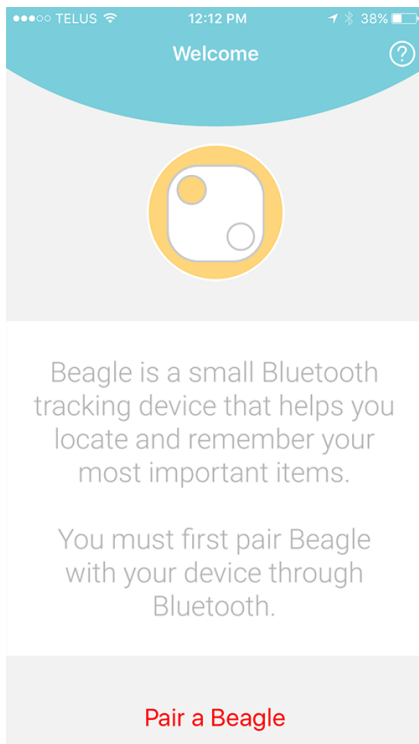 TELUS 12:12 PM 38%
Welcome ?
Beagle is a small Bluetooth
tracking device that helps you
locate and remember your
most important items.
You must first pair Beagle
with your device through
Bluetooth.
Pair a Beagle